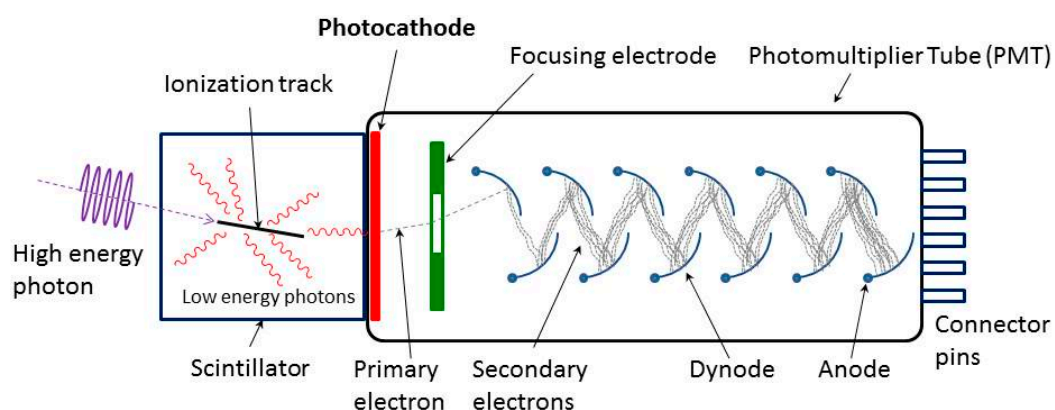 Photocathode
Focusing electrode
Photomultiplier Tube (PMT)
Ionization track
High energy
photon
Low energy photons
Scintillator
Primary
electron
Secondary
electrons
Dynode
Anode
Connector
pins